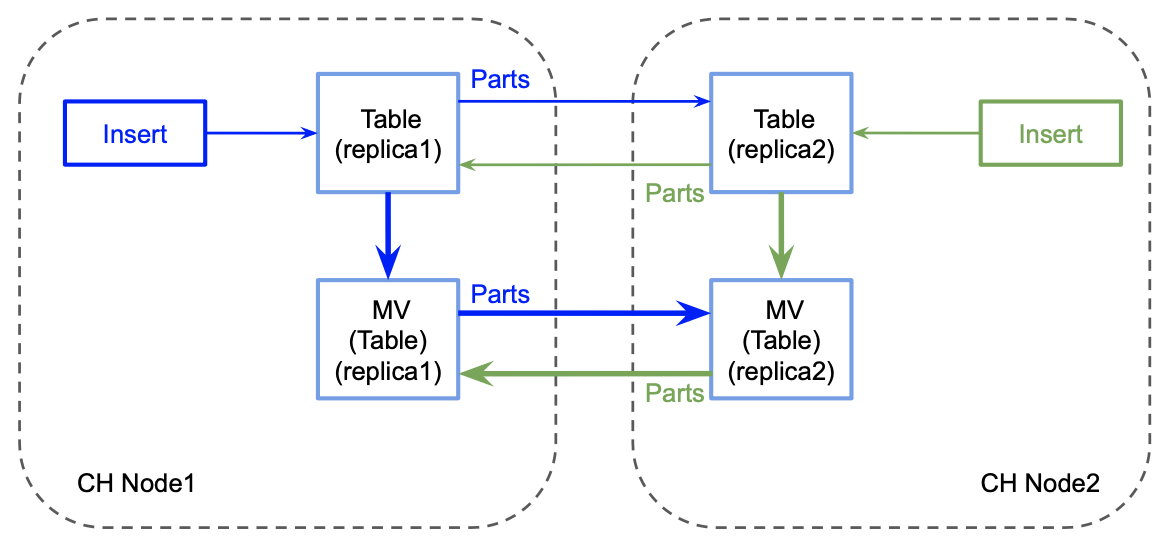 Parts
Insert
Table
(replica1)
Table
(replica2)
Insert
Parts
Parts
MV
(Table)
(replica1)
MV
(Table)
(replica2)
Parts
CH Node1
CH Node2